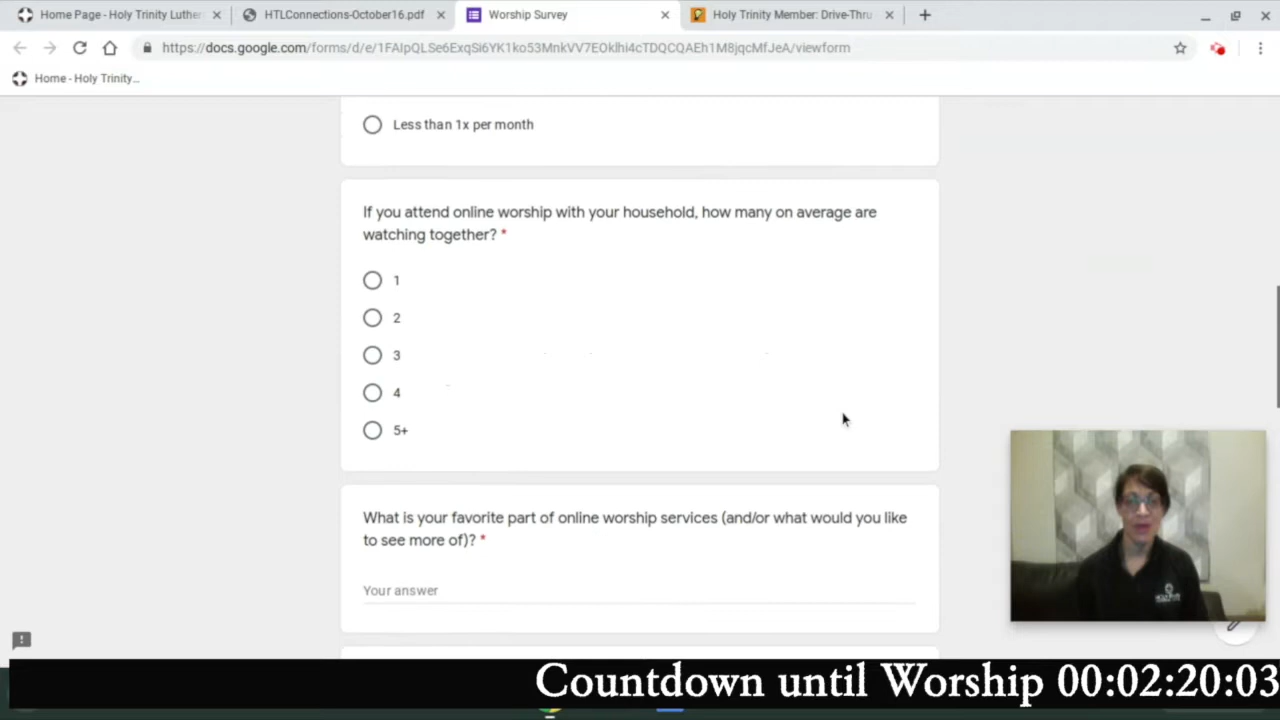 Home Page - Holy Trinity Luther
HTLConnections-October16.pdf
Worship Survey
Holy Trinity Member: Drive-Thru
https://docs.google.com/forms/d/e/1FAIpQLSe6ExqSi6YK1ko53MnkVV7EOklhi4cTDQCQAEh1M8jqcMfJeA/viewform
Home - Holy Trinity...
Less than 1x per month
If you attend online worship with your household, how many on average are
watching together? *
1
2
3
4
5+
What is your favorite part of online worship services (and/or what would you like
to see more of)? *
Your answer
Countdown until Worship 00:02:20:03